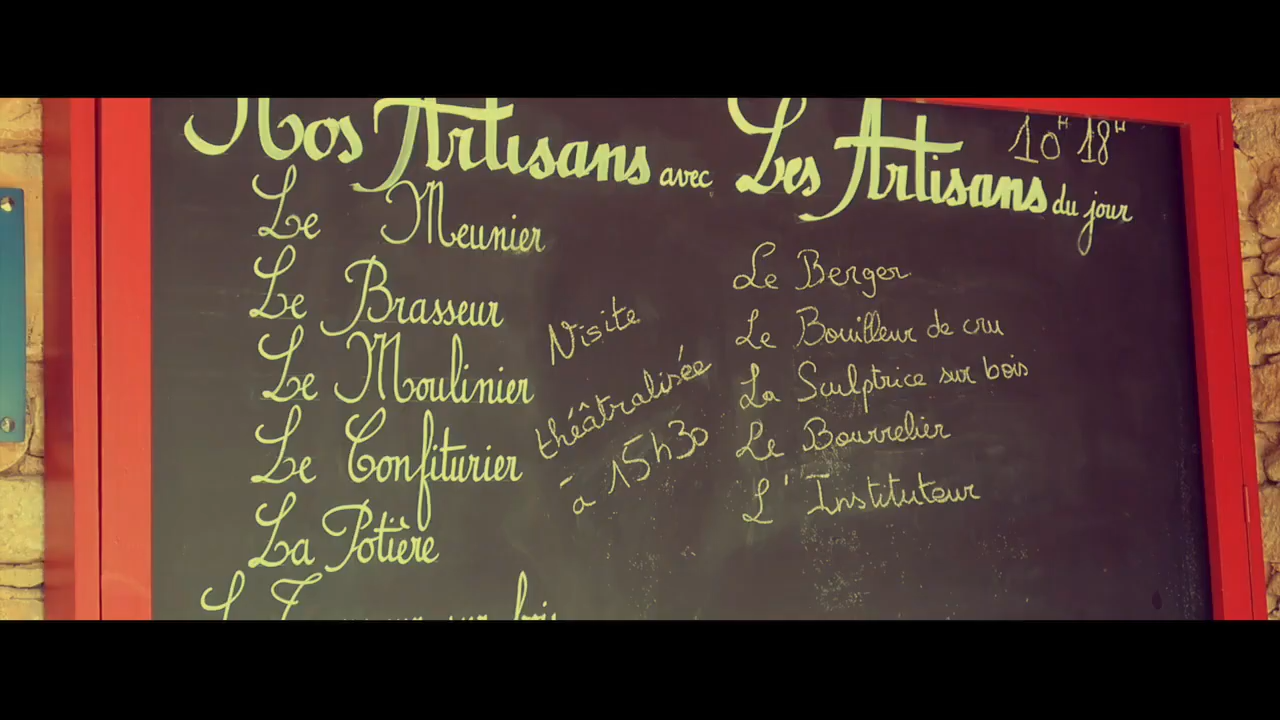 Nos Artisans avec Les Artisans du jour
10H 18H
Le Meunier
Le Brasseur
Le Moulinier
Le Confiturier
La Potière
Visite
théâtralisée
à 15h30
Le Berger
Le Bouilleur de cru
La Sculptrice sur bois
Le Bourrelier
L'Instituteur